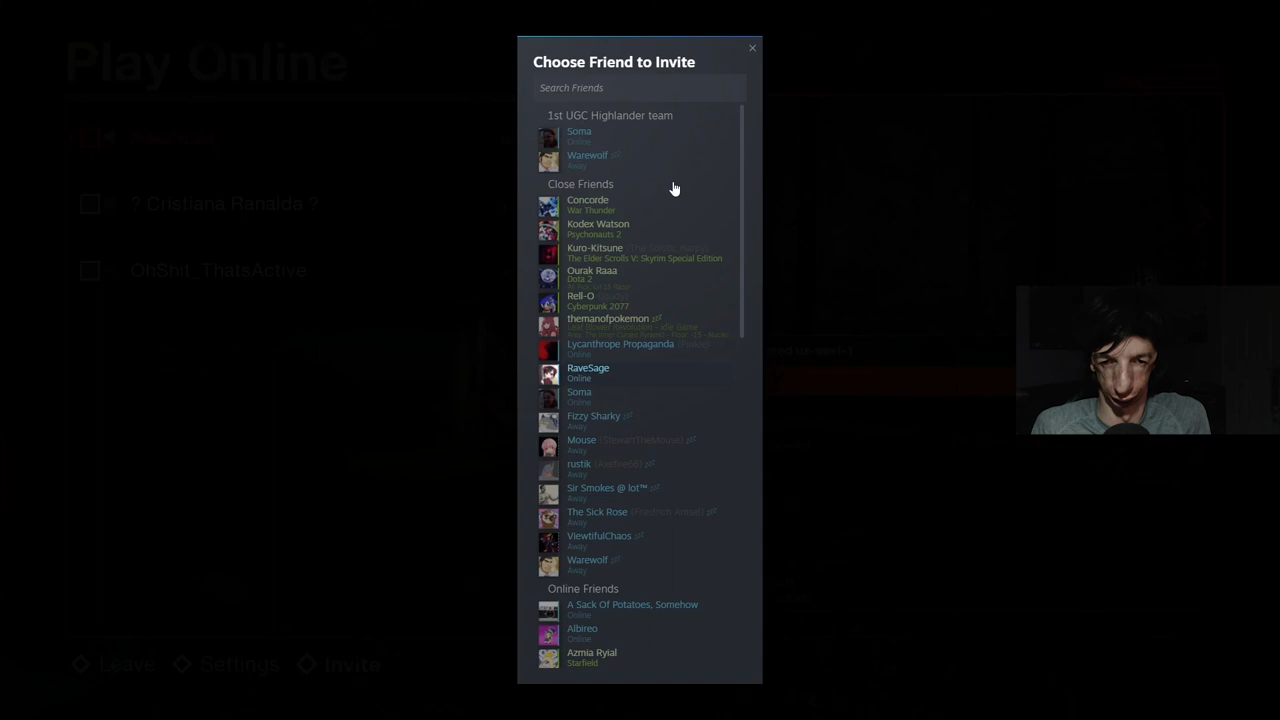 Play Online
Choose Friend to Invite
Search Friends
1st UGC Highlander team
Soma
Online
Warewolf
Away
Close Friends
Concorde
War Thunder
Kodex Watson
Psychonauts 2
Kuro-Kitsune
The Elder Scrolls V: Skyrim Special Edition
Ourak Raaa
Dota 2
Rell-O
Cyberpunk 2077
themanofpokemon
Lycanthrope Propaganda (Pinkie)
Online
RaveSage
Online
Soma
Online
Fizzy Sharky
Away
Mouse (StewartTheMouse)
Away
rustik
Away
Sir Smokes @ lot™
Away
The Sick Rose
Away
ViewtifulChaos
Away
Warewolf
Away
Online Friends
A Sack Of Potatoes, Somehow
Online
Albireo
Online
Azmia Ryial
Starfield
? Cristiana Ranalda ?
OhShit_ThatsActive
Leave Settings Invite